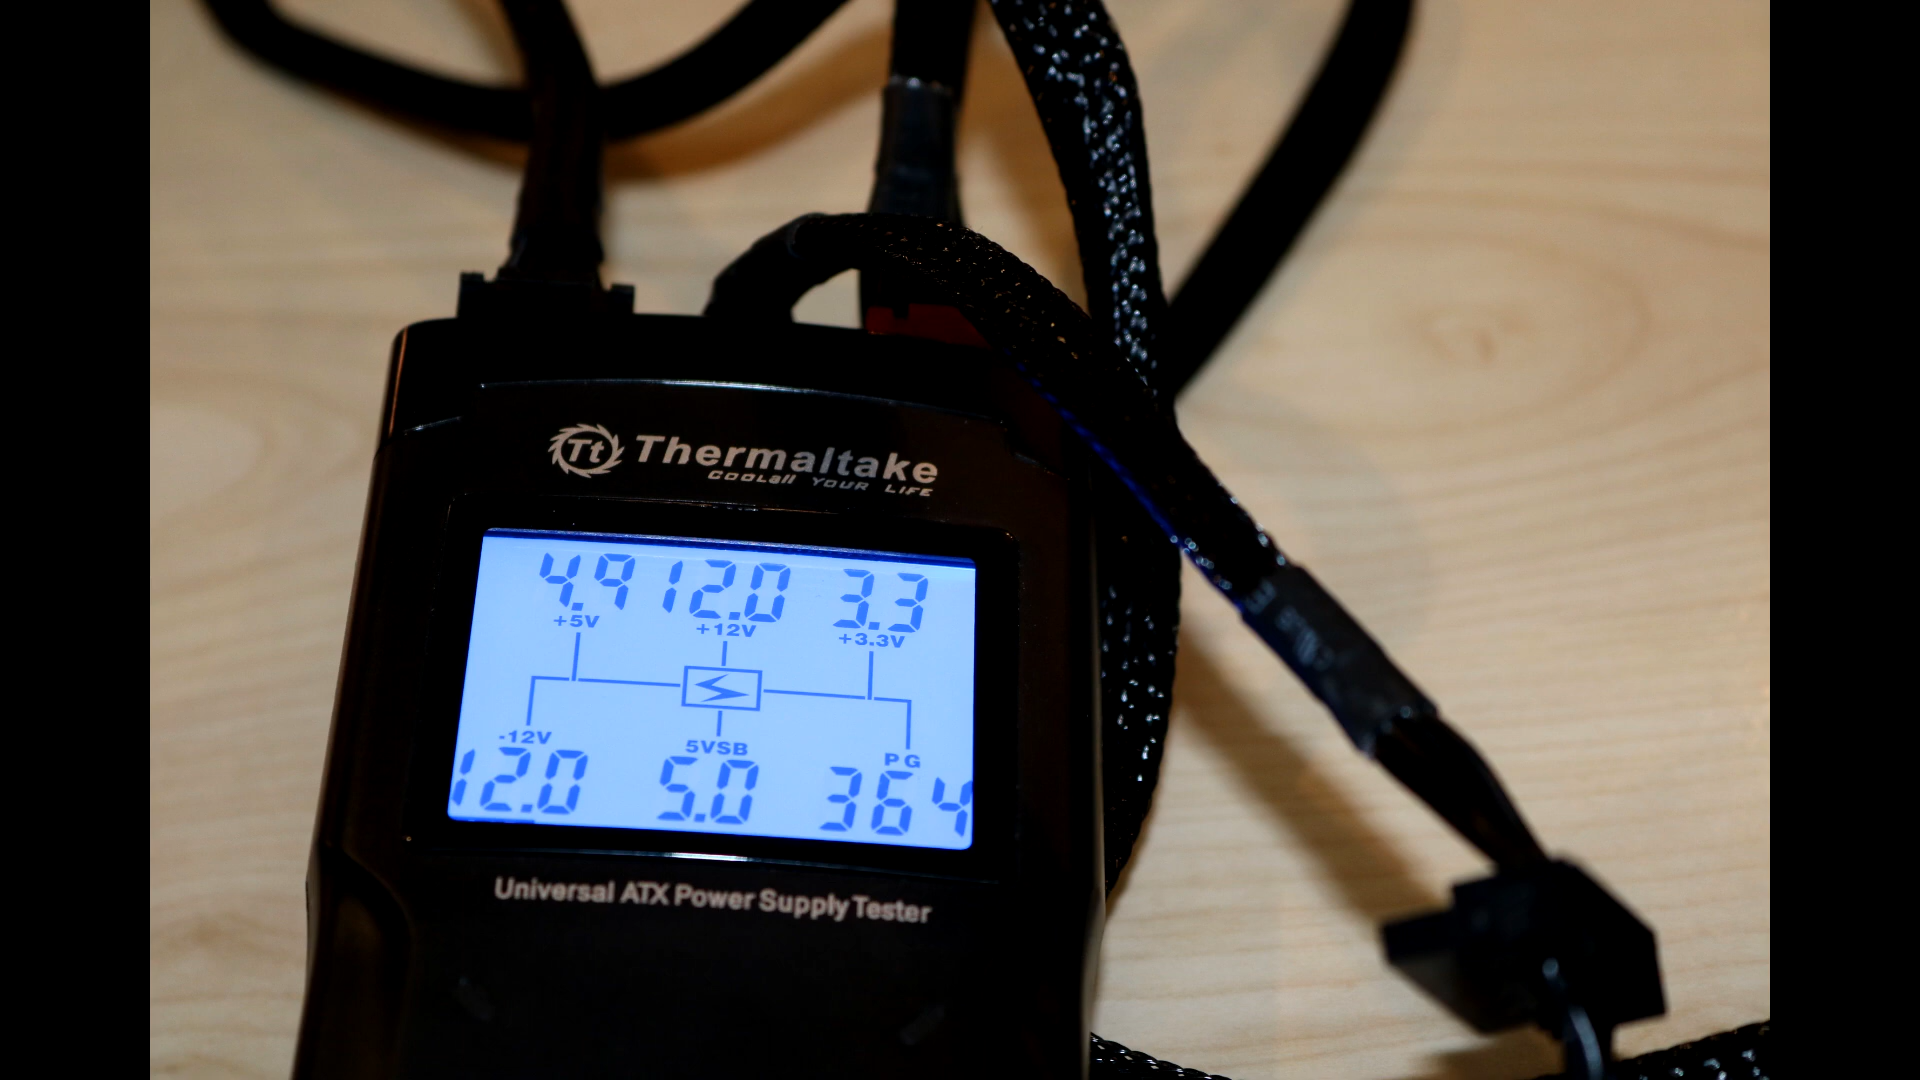 Tt Thermaltake
COOLall YOUR LIFE
4.9 12.0 3.3
+5V +12V +3.3V
-12V 5VSB PG
12.0 5.0 364
Universal ATX Power Supply Tester